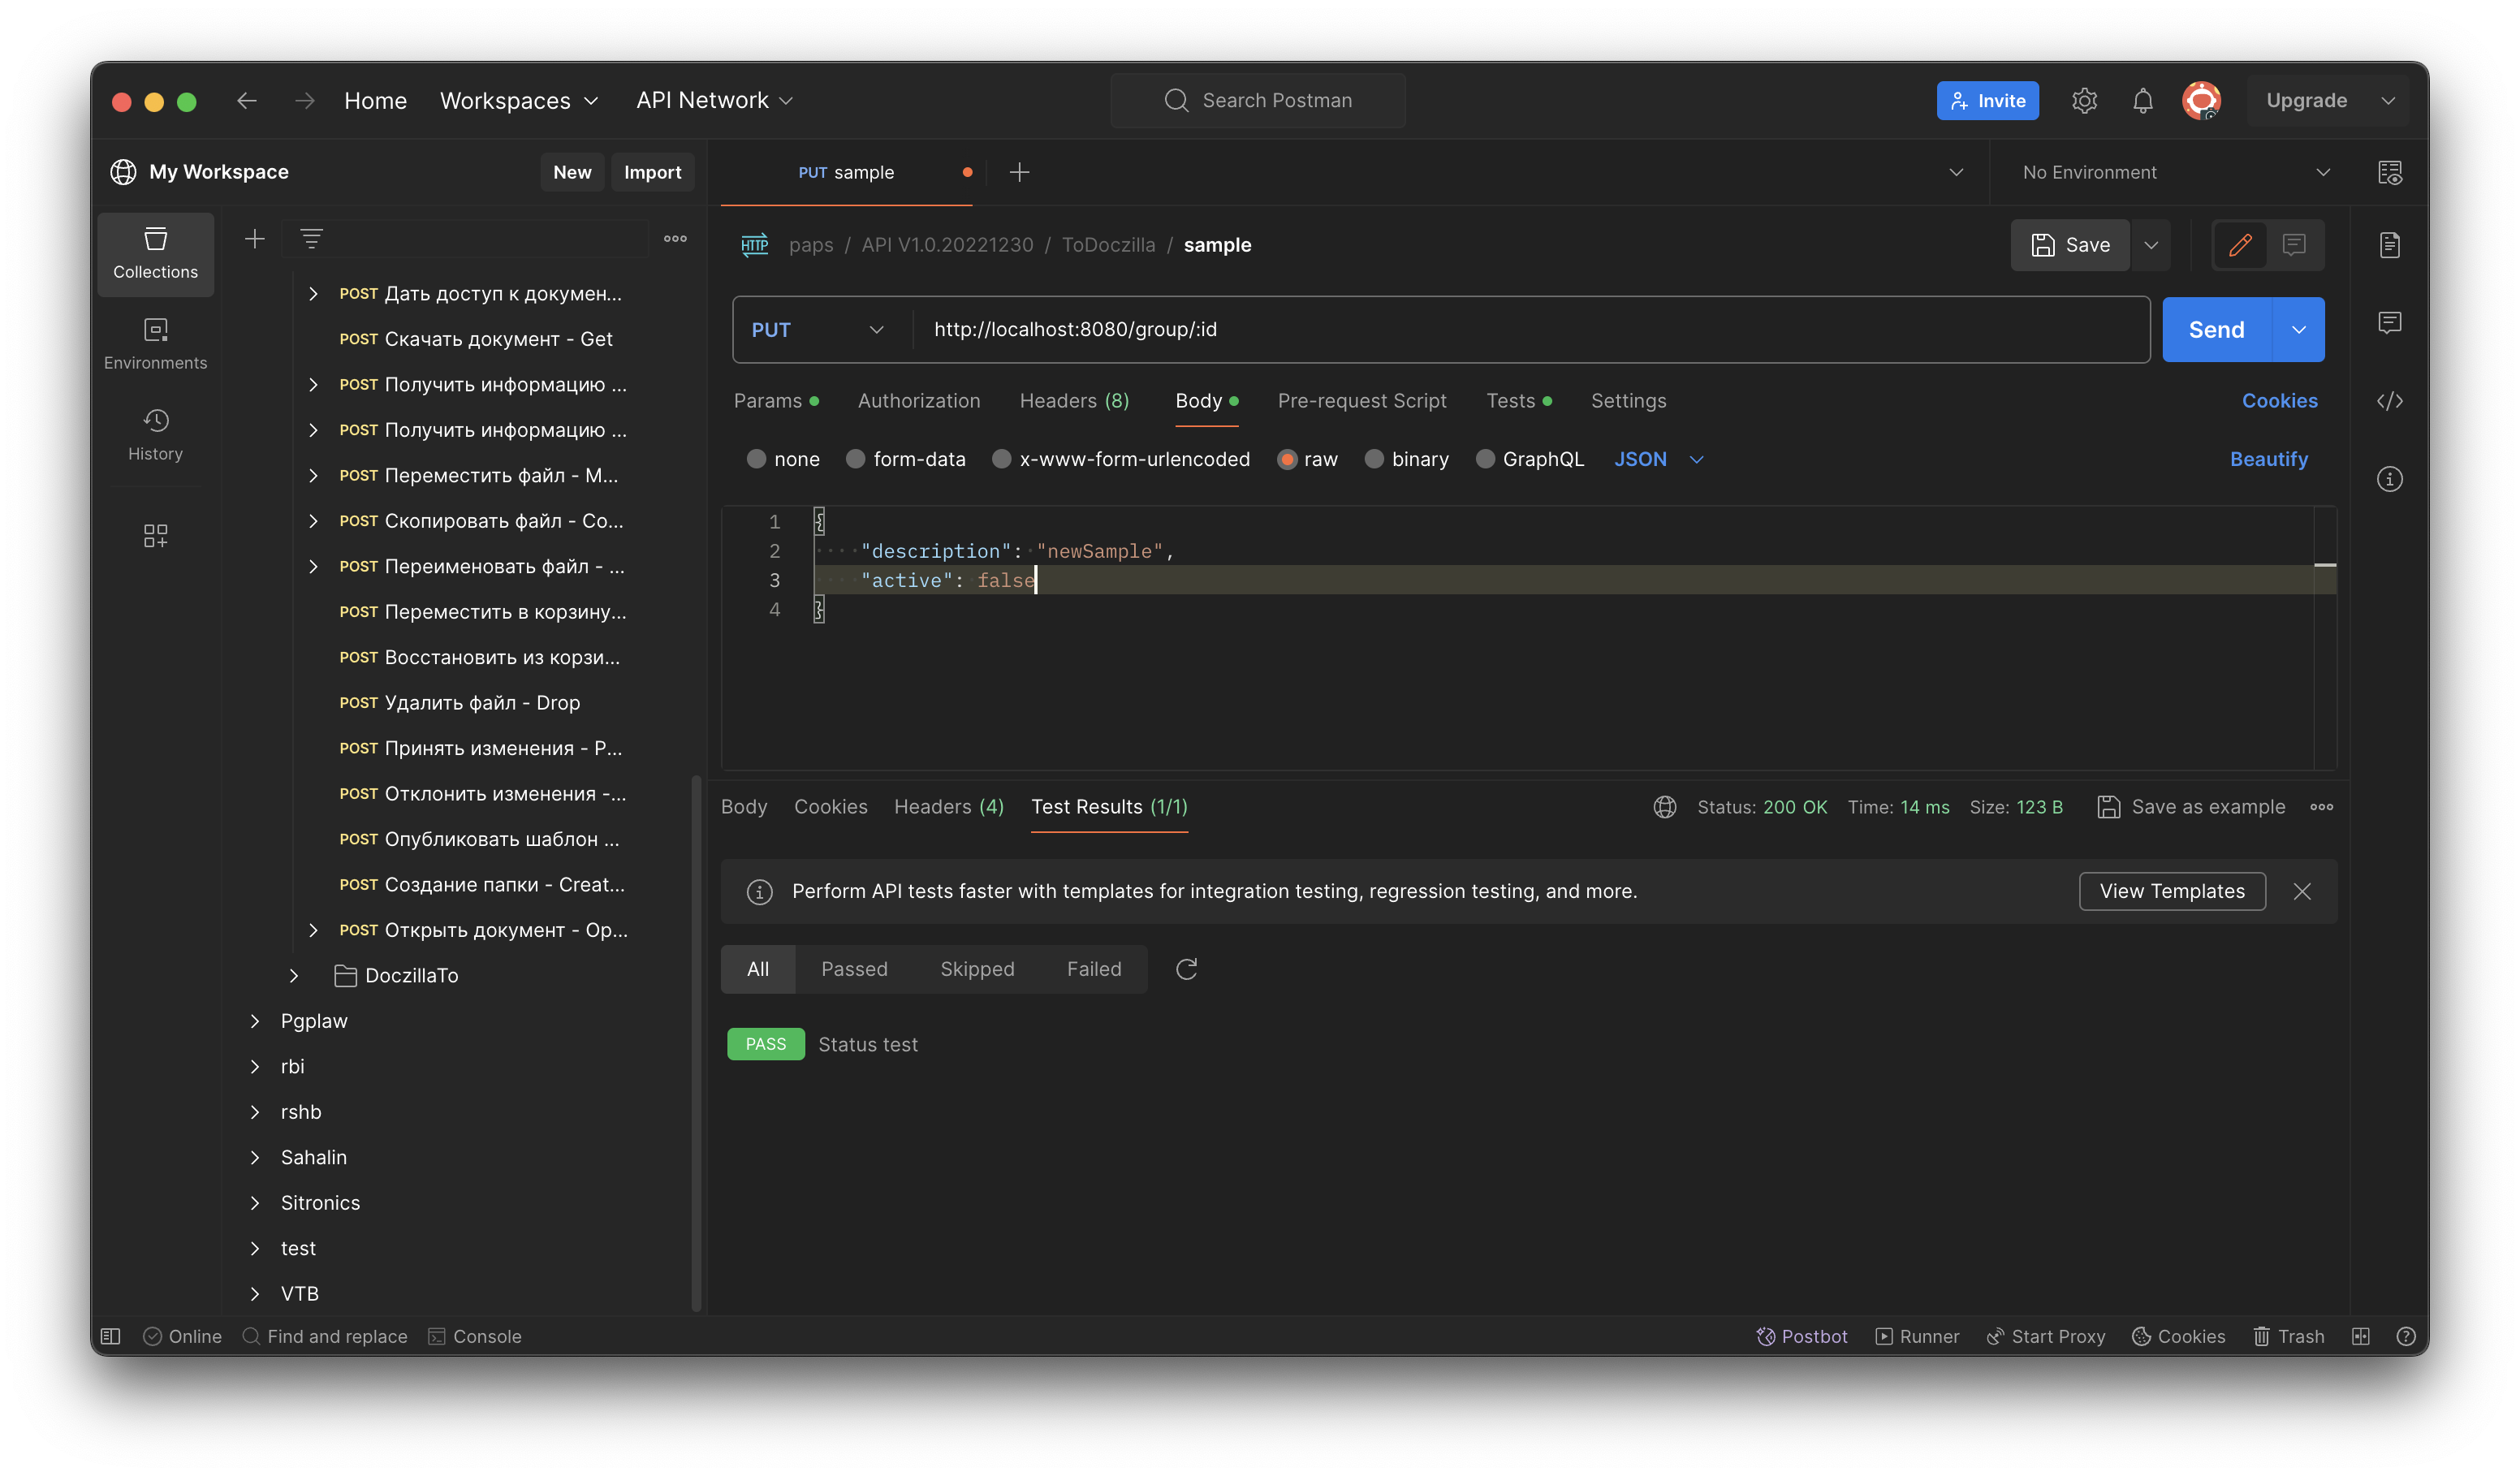 Home Workspaces API Network Search Postman Invite Upgrade
My Workspace New Import
PUT sample No Environment
Collections
Environments
History
POST Дать доступ к докумен...
POST Скачать документ - Get
POST Получить информацию ...
POST Получить информацию ...
POST Переместить файл - M...
POST Скопировать файл - Co...
POST Переименовать файл - ...
POST Переместить в корзину...
POST Восстановить из корзи...
POST Удалить файл - Drop
POST Принять изменения - P...
POST Отклонить изменения -...
POST Опубликовать шаблон ...
POST Создание папки - Creat...
POST Открыть документ - Op...
DoczillaTo
Pgplaw
rbi
rshb
Sahalin
Sitronics
test
VTB
HTTP paps / API V1.0.20221230 / ToDoczilla / sample Save
PUT http://localhost:8080/group/:id Send
Params Authorization Headers (8) Body Pre-request Script Tests Settings Cookies
none form-data x-www-form-urlencoded raw binary GraphQL JSON Beautify
1 {
2 "description": "newSample",
3 "active": false
4 }
Body Cookies Headers (4) Test Results (1/1) Status: 200 OK Time: 14 ms Size: 123 B Save as example
Perform API tests faster with templates for integration testing, regression testing, and more. View Templates
All Passed Skipped Failed
PASS Status test
Online Find and replace Console Postbot Runner Start Proxy Cookies Trash